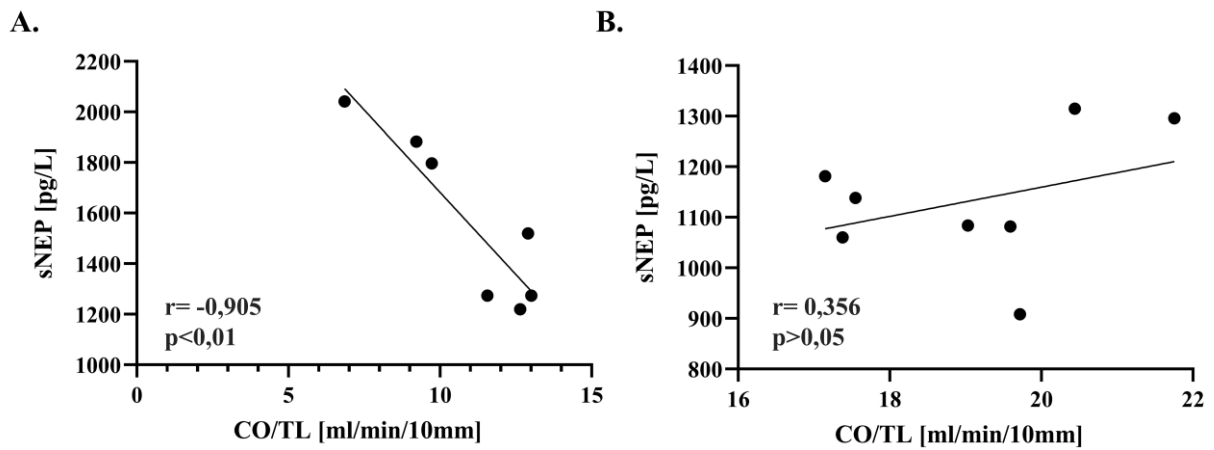 A.
2200
2000
1800
1600
1400
1200
1000
sNEP [pg/L]
r= -0,905
p<0,01
0
5
10
15
CO/TL [ml/min/10mm]
B.
1400
1300
1200
1100
1000
900
800
sNEP [pg/L]
r= 0,356
p>0,05
16
18
20
22
CO/TL [ml/min/10mm]